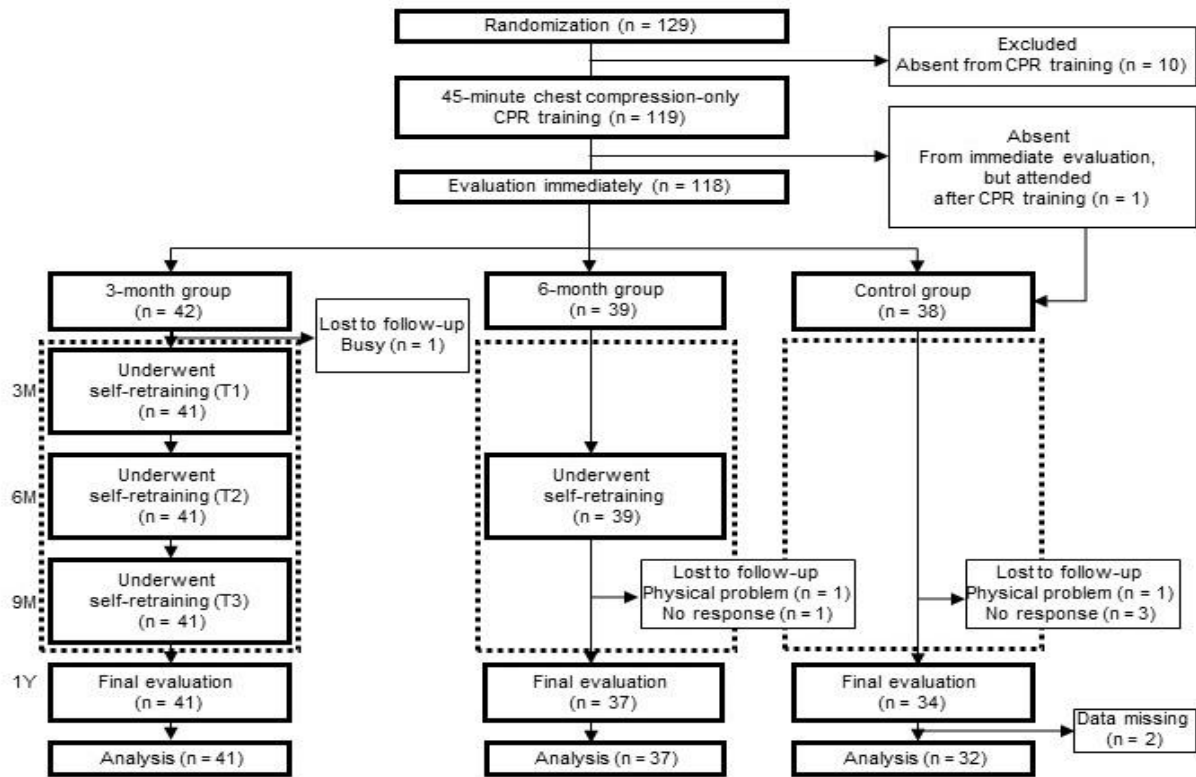 Randomization (n = 129)
Excluded
Absent from CPR training (n = 10)
45-minute chest compression-only
CPR training (n = 119)
Absent
From immediate evaluation,
but attended
after CPR training (n = 1)
Evaluation immediately (n = 118)
3-month group
(n = 42)
6-month group
(n = 39)
Control group
(n = 38)
Lost to follow-up
Busy (n = 1)
3M
Underwent
self-retraining (T1)
(n = 41)
6M
Underwent
self-retraining (T2)
(n = 41)
Underwent
self-retraining
(n = 39)
9M
Underwent
self-retraining (T3)
(n = 41)
Lost to follow-up
Physical problem (n = 1)
No response (n = 1)
Lost to follow-up
Physical problem (n = 1)
No response (n = 3)
1Y
Final evaluation
(n = 41)
Final evaluation
(n = 37)
Final evaluation
(n = 34)
Data missing
(n = 2)
Analysis (n = 41)
Analysis (n = 37)
Analysis (n = 32)